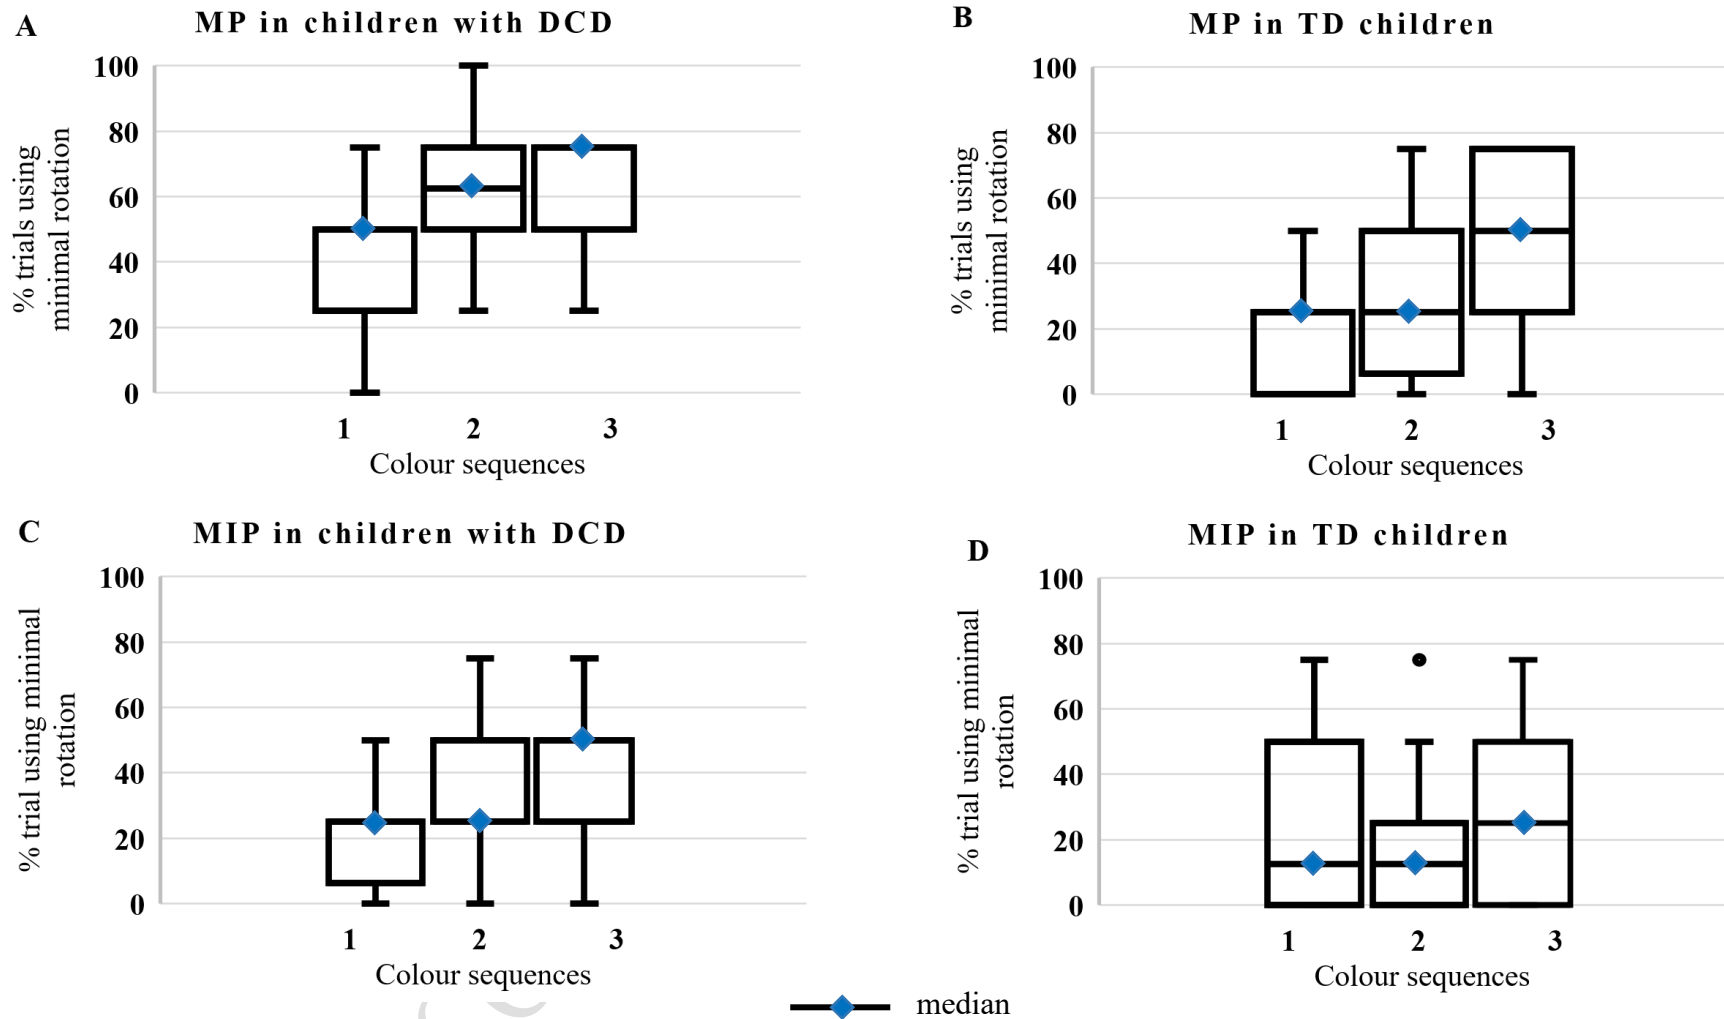 A
MP in children with DCD
% trials using
minimal rotation
100
80
60
40
20
0
1 2 3
Colour sequences
B
MP in TD children
% trials using
minimal rotation
100
80
60
40
20
0
1 2 3
Colour sequences
C
MIP in children with DCD
% trial using minimal
rotation
100
80
60
40
20
0
1 2 3
Colour sequences
D
MIP in TD children
% trial using minimal
rotation
100
80
60
40
20
0
1 2 3
Colour sequences
median